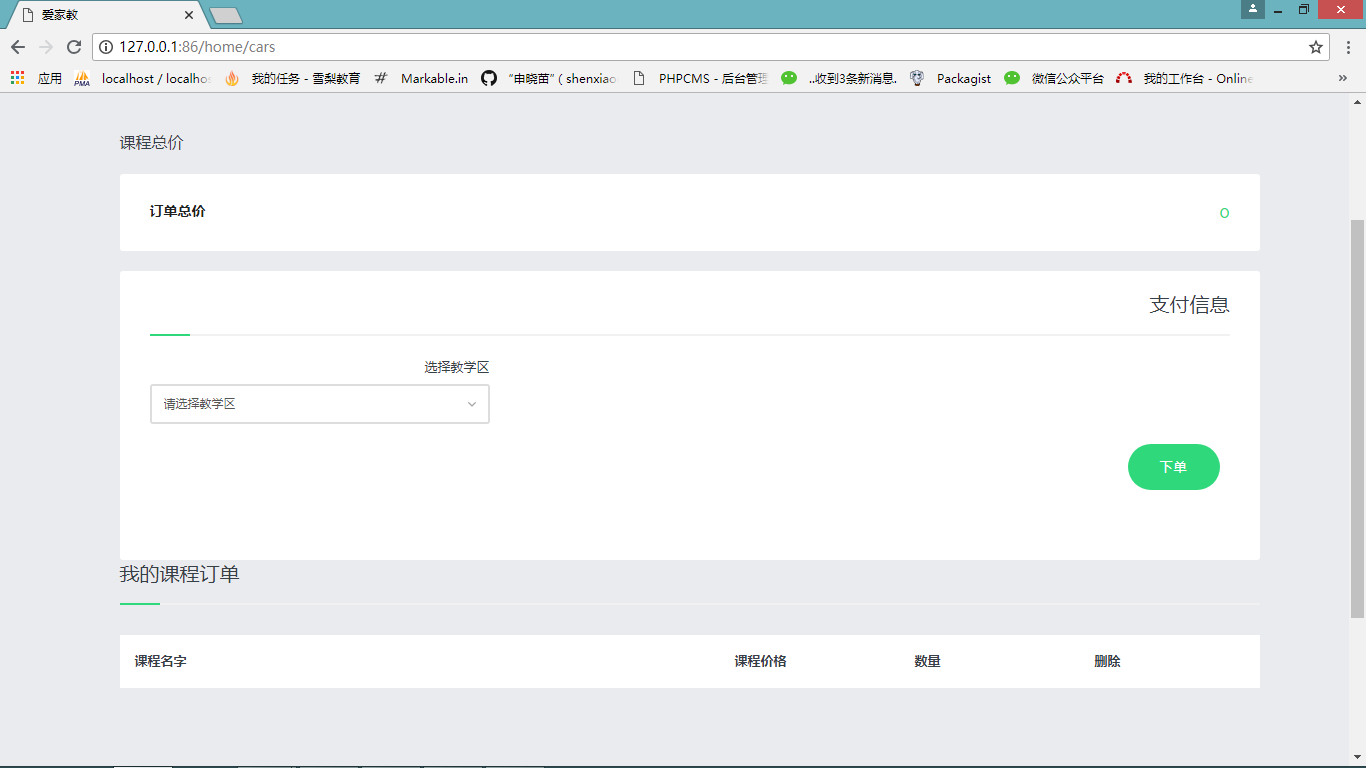 爱家教
127.0.0.1:86/home/cars
应用 localhost / localhos 我的任务 - 雪梨教育 Markable.in “申晓苗” ( shenxiao PHPCMS - 后台管理 ..收到3条新消息. Packagist 微信公众平台 我的工作台 - Online »
课程总价
订单总价 0
支付信息
选择教学区
请选择教学区
下单
我的课程订单
课程名字 课程价格 数量 删除